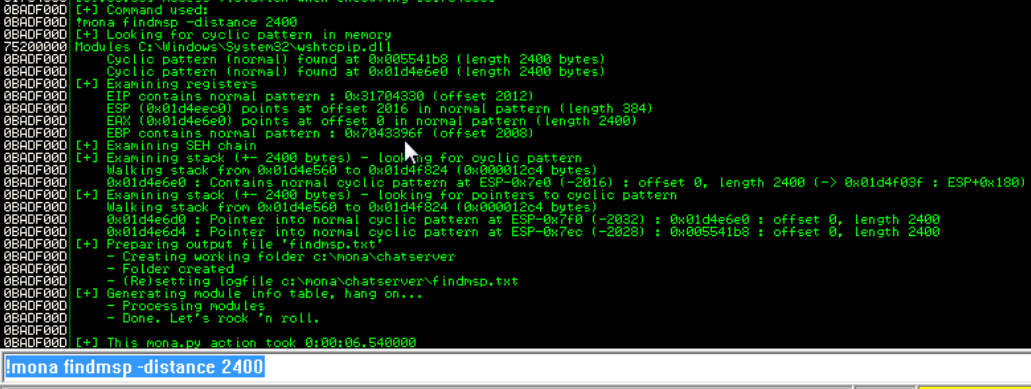 0BADF00D [+] Command used:
0BADF00D !mona findmsp -distance 2400
0BADF00D [+] Looking for cyclic pattern in memory
75200000 Modules C:\Windows\System32\wshtcpip.dll
0BADF00D Cyclic pattern (normal) found at 0x005541b8 (length 2400 bytes)
0BADF00D Cyclic pattern (normal) found at 0x01d4e6e0 (length 2400 bytes)
0BADF00D [+] Examining registers
0BADF00D EIP contains normal pattern : 0x31704330 (offset 2012)
0BADF00D ESP (0x01d4eec0) points at offset 2016 in normal pattern (length 384)
0BADF00D EAX (0x01d4e6e0) points at offset 0 in normal pattern (length 2400)
0BADF00D EBP contains normal pattern : 0x7043396f (offset 2008)
0BADF00D [+] Examining SEH chain
0BADF00D [+] Examining stack (+- 2400 bytes) - looking for cyclic pattern
0BADF00D Walking stack from 0x01d4e560 to 0x01d4f824 (0x000012c4 bytes)
0BADF00D 0x01d4e6e0 : Contains normal cyclic pattern at ESP-0x7e0 (-2016) : offset 0, length 2400 (-> 0x01d4f03f : ESP+0x180)
0BADF00D [+] Examining stack (+- 2400 bytes) - looking for pointers to cyclic pattern
0BADF00D Walking stack from 0x01d4e560 to 0x01d4f824 (0x000012c4 bytes)
0BADF00D 0x01d4e6d0 : Pointer into normal cyclic pattern at ESP-0x7f0 (-2032) : 0x01d4e6e0 : offset 0, length 2400
0BADF00D 0x01d4e6d4 : Pointer into normal cyclic pattern at ESP-0x7ec (-2028) : 0x005541b8 : offset 0, length 2400
0BADF00D [+] Preparing output file 'findmsp.txt'
0BADF00D - Creating working folder c:\mona\chatserver
0BADF00D - Folder created
0BADF00D - (Re)setting logfile c:\mona\chatserver\findmsp.txt
0BADF00D [+] Generating module info table, hang on...
0BADF00D - Processing modules
0BADF00D - Done. Let's rock 'n roll.
0BADF00D
0BADF00D [+] This mona.py action took 0:00:06.540000
!mona findmsp -distance 2400